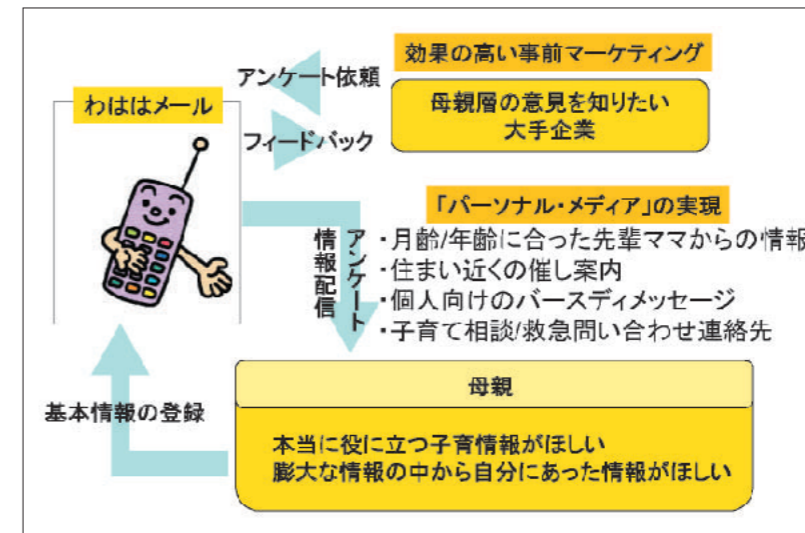 効果の高い事前マーケティング
アンケート依頼
わははメール
母親層の意見を知りたい
大手企業
フィードバック
「パーソナル・メディア」の実現
情報配信
アンケート
・月齢/年齢に合った先輩ママからの情報
・住まい近くの催し案内
・個人向けのバースディメッセージ
・子育て相談/救急問い合わせ連絡先
母親
基本情報の登録
本当に役に立つ子育情報がほしい
膨大な情報の中から自分にあった情報がほしい